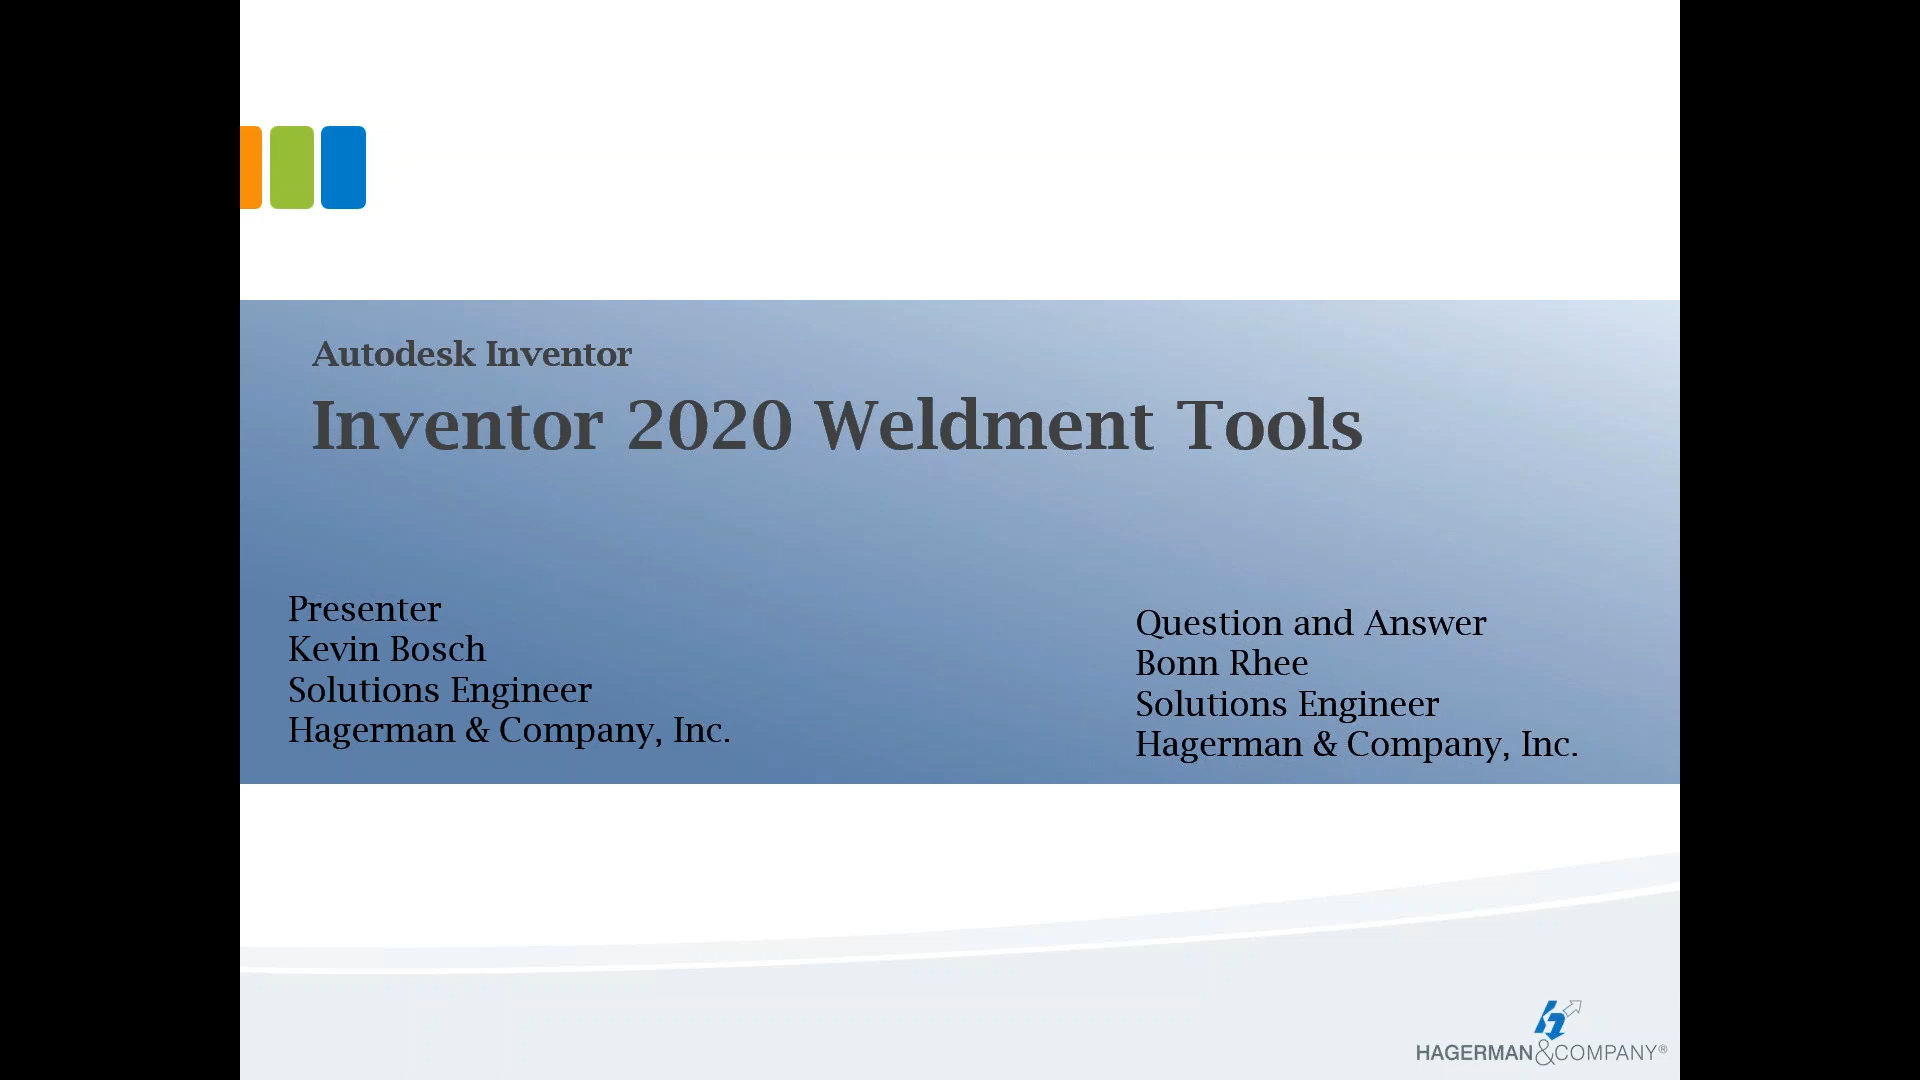 Autodesk Inventor
Inventor 2020 Weldment Tools
Presenter
Kevin Bosch
Solutions Engineer
Hagerman & Company, Inc.
Question and Answer
Bonn Rhee
Solutions Engineer
Hagerman & Company, Inc.
HAGERMAN&COMPANY®